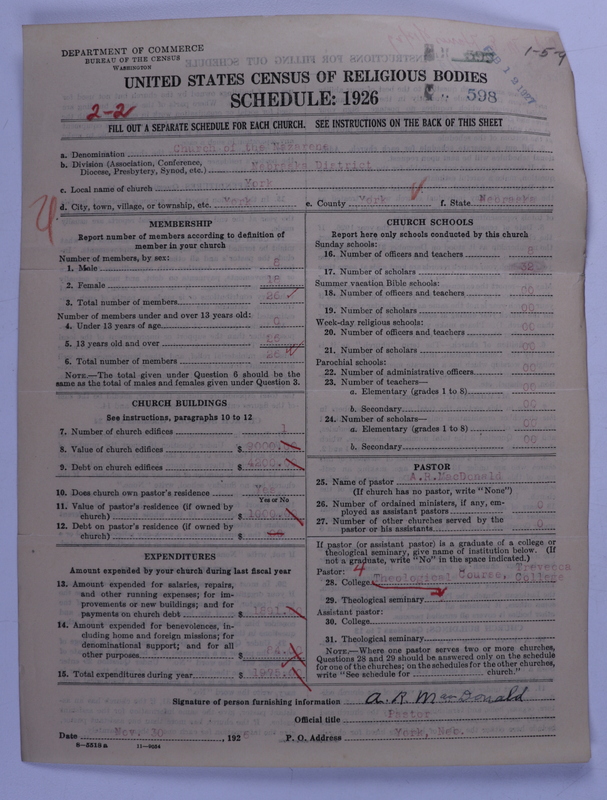 DEPARTMENT OF COMMERCE
BUREAU OF THE CENSUS
WASHINGTON
1-5-9
UNITED STATES CENSUS OF RELIGIOUS BODIES
SCHEDULE: 1926
598
2-2
FILL OUT A SEPARATE SCHEDULE FOR EACH CHURCH. SEE INSTRUCTIONS ON THE BACK OF THIS SHEET
a. Denomination Church of the Nazarene
b. Division (Association, Conference, Diocese, Presbytery, Synod, etc.) Nebraska District
c. Local name of church York
d. City, town, village, or township, etc. York e. County York f. State Nebraska
MEMBERSHIP
Report number of members according to definition of
member in your church
Number of members, by sex:
1. Male 8
2. Female 18
3. Total number of members 26
Number of members under and over 13 years old:
4. Under 13 years of age 0
5. 13 years old and over 26
6. Total number of members 26
NOTE.—The total given under Question 6 should be
same as the total of males and females given under Question 3.
CHURCH BUILDINGS
See instructions, paragraphs 10 to 12
7. Number of church edifices 1
8. Value of church edifices $ 9000.
9. Debt on church edifices $ 4200.
10. Does church own pastor's residence Yes
Yes or No
11. Value of pastor's residence (if owned by
church) $ 1000.
12. Debt on pastor's residence (if owned by
church) $
EXPENDITURES
Amount expended by your church during last fiscal year
13. Amount expended for salaries, repairs,
and other running expenses; for im-
provements or new buildings; and for
payments on church debt $
14. Amount expended for benevolences, in-
cluding home and foreign missions; for
denominational support; and for all
other purposes $
15. Total expenditures during year $
CHURCH SCHOOLS
Report here only schools conducted by this church
Sunday schools:
16. Number of officers and teachers 8
17. Number of scholars 32
Summer vacation Bible schools:
18. Number of officers and teachers 00
19. Number of scholars 00
Week-day religious schools:
20. Number of officers and teachers 00
21. Number of scholars 00
Parochial schools:
22. Number of administrative officers 00
23. Number of teachers—
a. Elementary (grades 1 to 8) 00
b. Secondary 00
24. Number of scholars—
a. Elementary (grades 1 to 8) 00
b. Secondary 00
PASTOR
25. Name of pastor A.R.MacDonald
(If church has no pastor, write "None")
26. Number of ordained ministers, if any, em-
ployed as assistant pastors 0
27. Number of other churches served by the
pastor or his assistants 0
If pastor (or assistant pastor) is a graduate of a college or
theological seminary, give name of institution below. (If
not a graduate, write "No" in the space indicated.)
Pastor: 4
28. College Theological Course, Trevecca College
29. Theological seminary
Assistant pastor:
30. College
31. Theological seminary
NOTE.—Where one pastor serves two or more churches,
Questions 28 and 29 should be answered only on the schedule
for one of the churches; on the schedules for the other churches,
write "See schedule for church."
Signature of person furnishing information A. R. MacDonald
Official title Pastor
Date Nov. 30, 192 P. O. Address York, Neb.
8-5518a 11-9054